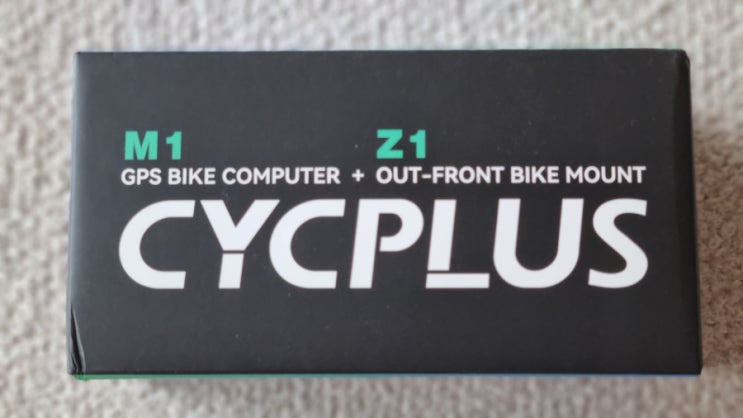 M1 Z1
GPS BIKE COMPUTER + OUT-FRONT BIKE MOUNT
CYCPLUS